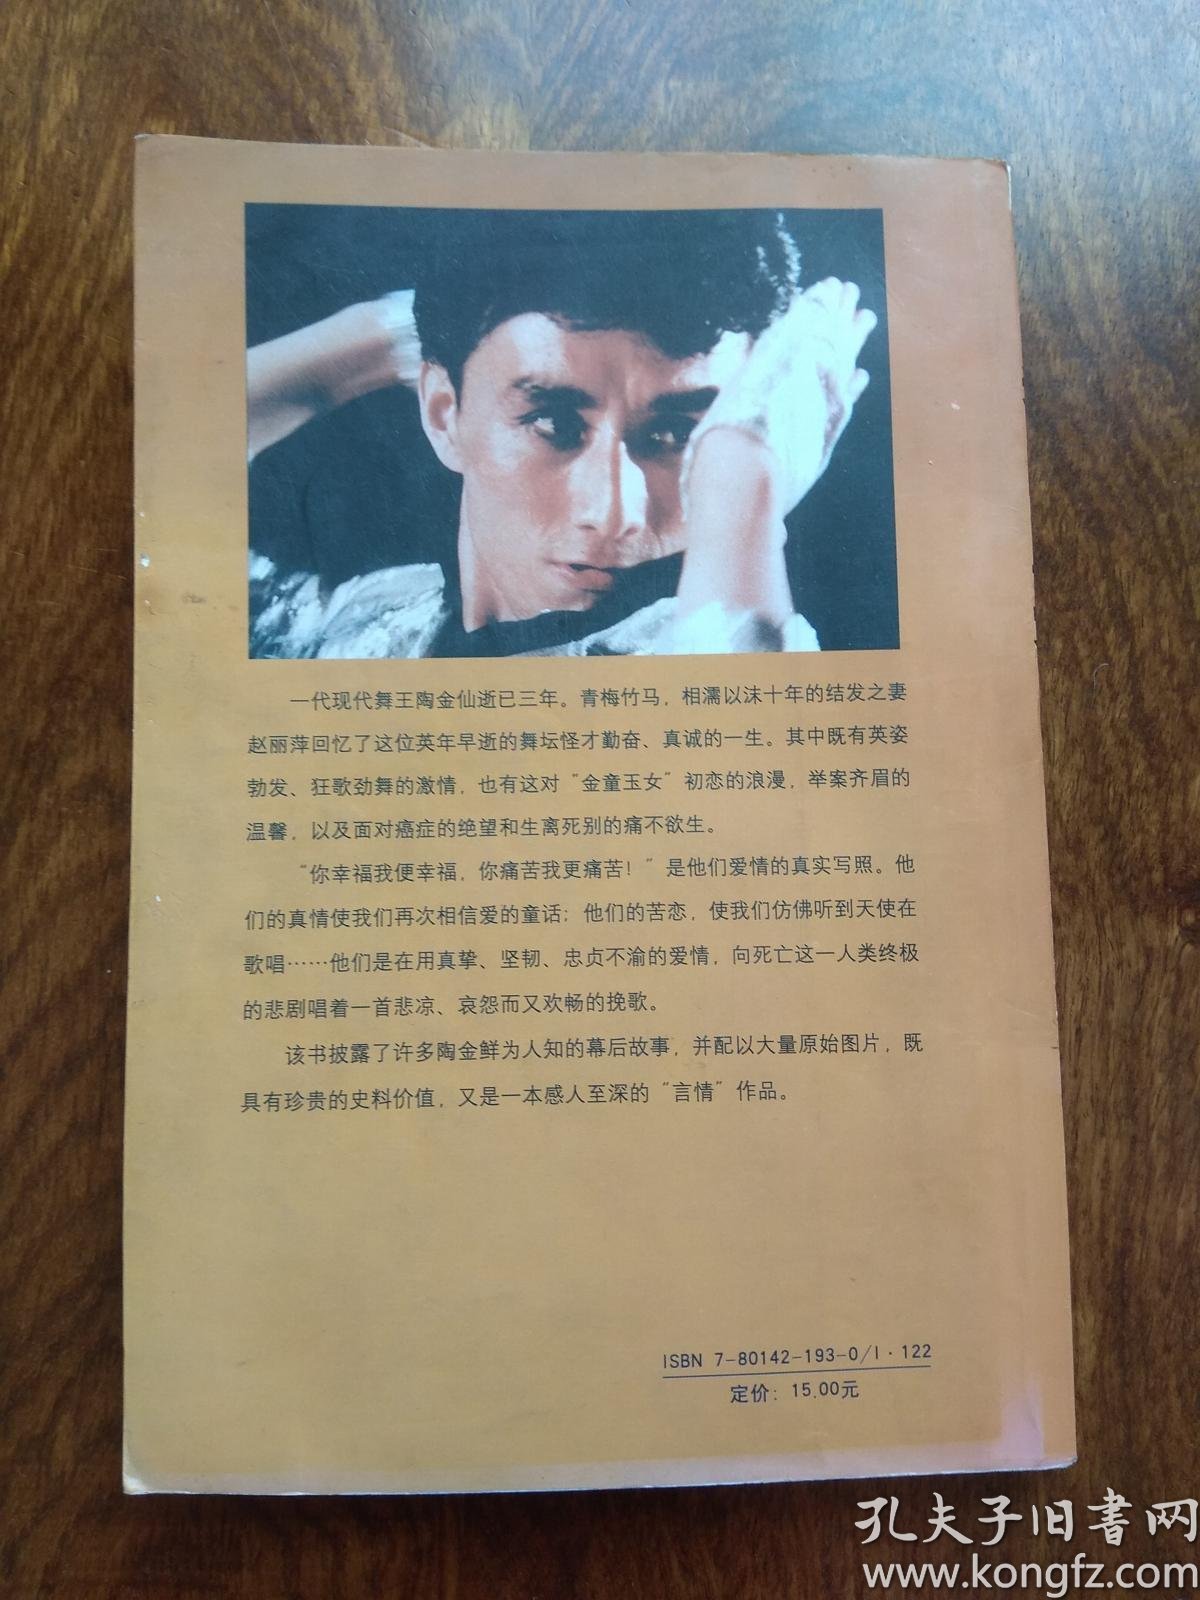 一代现代舞王陶金仙逝已三年。青梅竹马，相濡以沫十年的结发之妻
赵丽萍回忆了这位英年早逝的舞坛怪才勤奋、真诚的一生。其中既有英姿
勃发、狂歌劲舞的激情，也有这对“金童玉女”初恋的浪漫，举案齐眉的
温馨，以及面对癌症的绝望和生离死别的痛不欲生。
“你幸福我便幸福，你痛苦我更痛苦！”是他们爱情的真实写照。他
们的真情使我们再次相信爱的童话；他们的苦恋，使我们仿佛听到天使在
歌唱……他们是在用真挚、坚韧、忠贞不渝的爱情，向死亡这一人类终极
的悲剧唱着一首悲凉、哀怨而又欢畅的挽歌。
该书披露了许多陶金鲜为人知的幕后故事，并配以大量原始图片，既
具有珍贵的史料价值，又是一本感人至深的“言情”作品。
ISBN 7-80142-193-0/I·122
定价：15.00元
孔夫子旧书网
www.kongfz.com